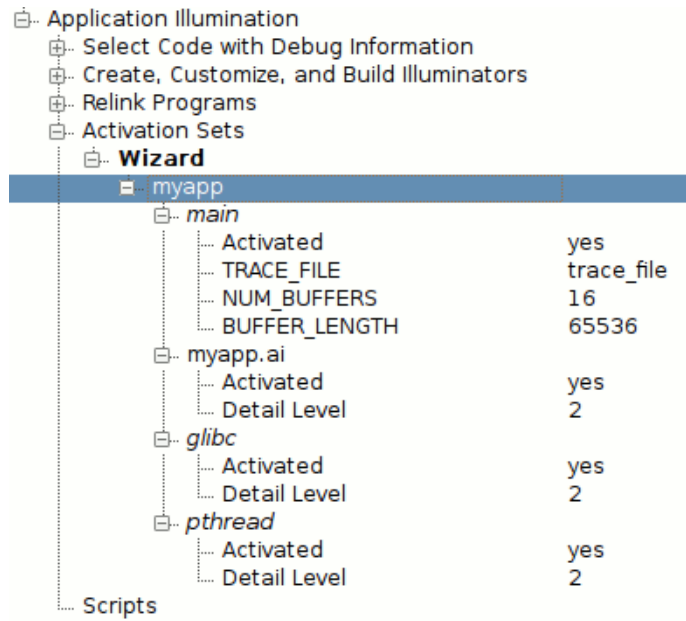 Application Illumination
Select Code with Debug Information
Create, Customize, and Build Illuminators
Relink Programs
Activation Sets
Wizard
myapp
main
Activated yes
TRACE_FILE trace_file
NUM_BUFFERS 16
BUFFER_LENGTH 65536
myapp.ai
Activated yes
Detail Level 2
glibc
Activated yes
Detail Level 2
pthread
Activated yes
Detail Level 2
Scripts